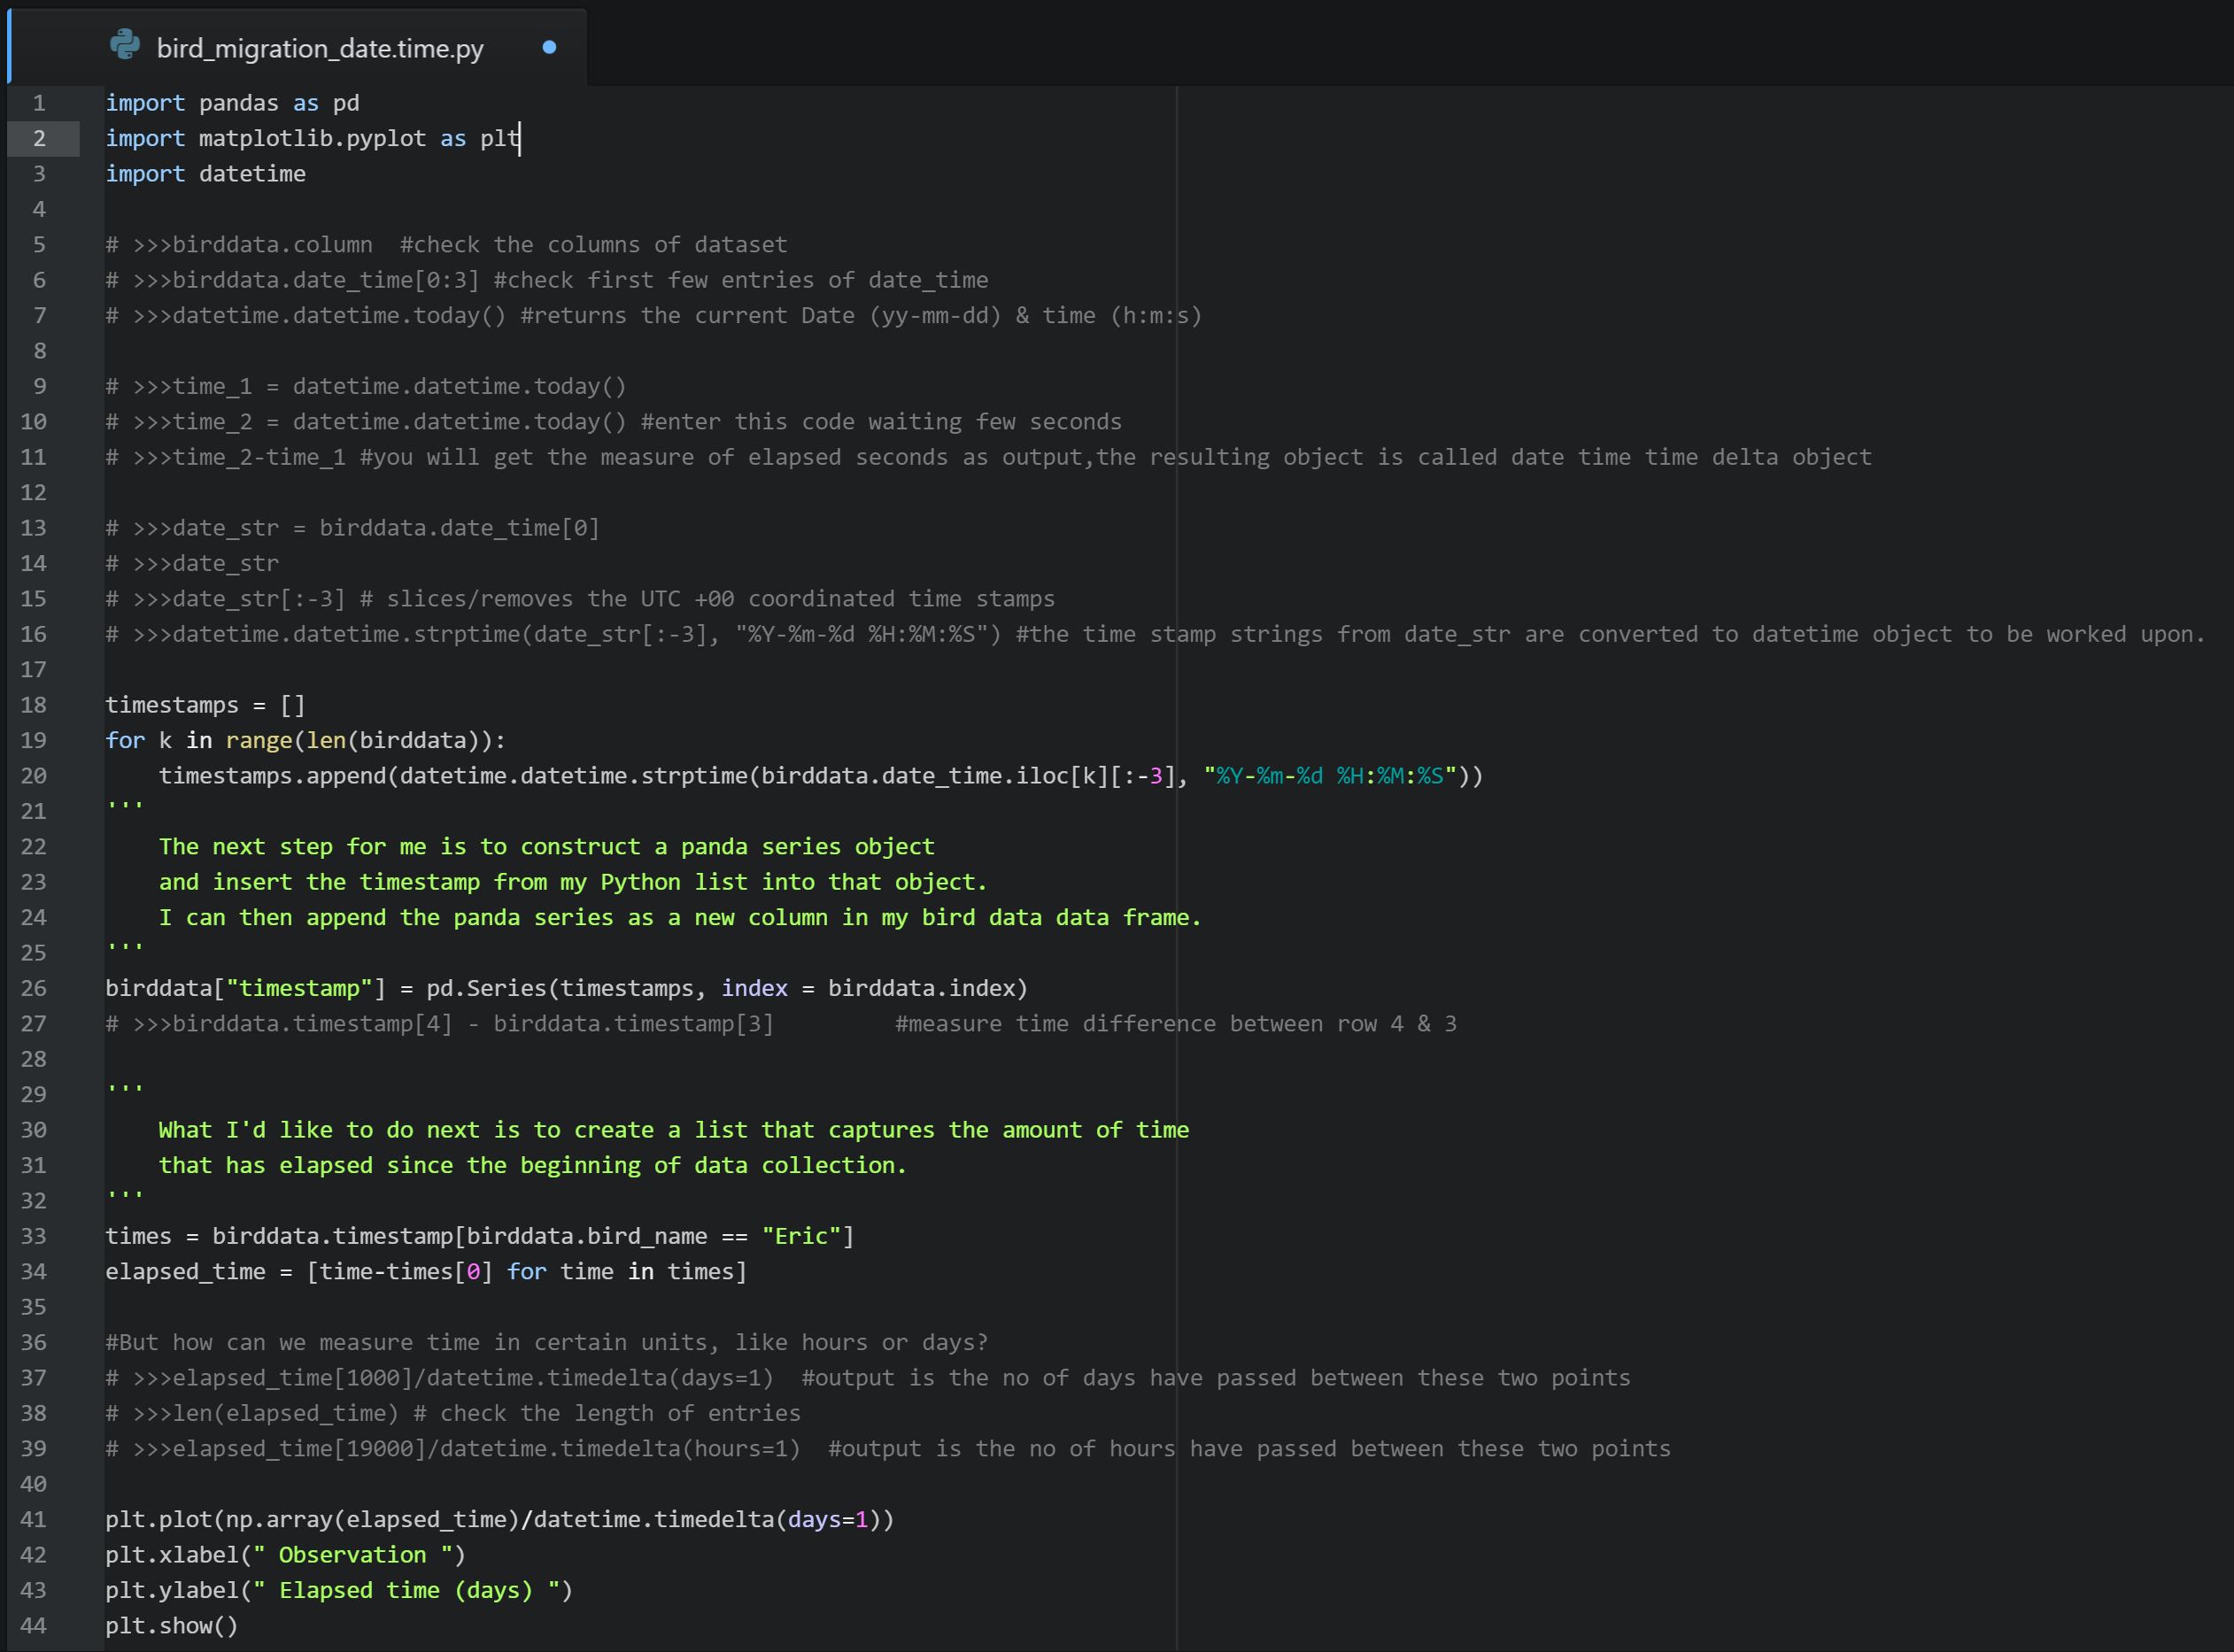 bird_migration_date.time.py
1 import pandas as pd
2 import matplotlib.pyplot as plt
3 import datetime
4
5 # >>>birddata.column  #check the columns of dataset
6 # >>>birddata.date_time[0:3] #check first few entries of date_time
7 # >>>datetime.datetime.today() #returns the current Date (yy-mm-dd) & time (h:m:s)
8
9 # >>>time_1 = datetime.datetime.today()
10 # >>>time_2 = datetime.datetime.today() #enter this code waiting few seconds
11 # >>>time_2-time_1 #you will get the measure of elapsed seconds as output,the resulting object is called date time time delta object
12
13 # >>>date_str = birddata.date_time[0]
14 # >>>date_str
15 # >>>date_str[:-3] # slices/removes the UTC +00 coordinated time stamps
16 # >>>datetime.datetime.strptime(date_str[:-3], "%Y-%m-%d %H:%M:%S") #the time stamp strings from date_str are converted to datetime object to be worked upon.
17
18 timestamps = []
19 for k in range(len(birddata)):
20     timestamps.append(datetime.datetime.strptime(birddata.date_time.iloc[k][:-3], "%Y-%m-%d %H:%M:%S"))
21 '''
22     The next step for me is to construct a panda series object
23     and insert the timestamp from my Python list into that object.
24     I can then append the panda series as a new column in my bird data data frame.
25 '''
26 birddata["timestamp"] = pd.Series(timestamps, index = birddata.index)
27 # >>>birddata.timestamp[4] - birddata.timestamp[3]         #measure time difference between row 4 & 3
28
29 '''
30     What I'd like to do next is to create a list that captures the amount of time
31     that has elapsed since the beginning of data collection.
32 '''
33 times = birddata.timestamp[birddata.bird_name == "Eric"]
34 elapsed_time = [time-times[0] for time in times]
35
36 #But how can we measure time in certain units, like hours or days?
37 # >>>elapsed_time[1000]/datetime.timedelta(days=1)  #output is the no of days have passed between these two points
38 # >>>len(elapsed_time) # check the length of entries
39 # >>>elapsed_time[19000]/datetime.timedelta(hours=1)  #output is the no of hours have passed between these two points
40
41 plt.plot(np.array(elapsed_time)/datetime.timedelta(days=1))
42 plt.xlabel(" Observation ")
43 plt.ylabel(" Elapsed time (days) ")
44 plt.show()